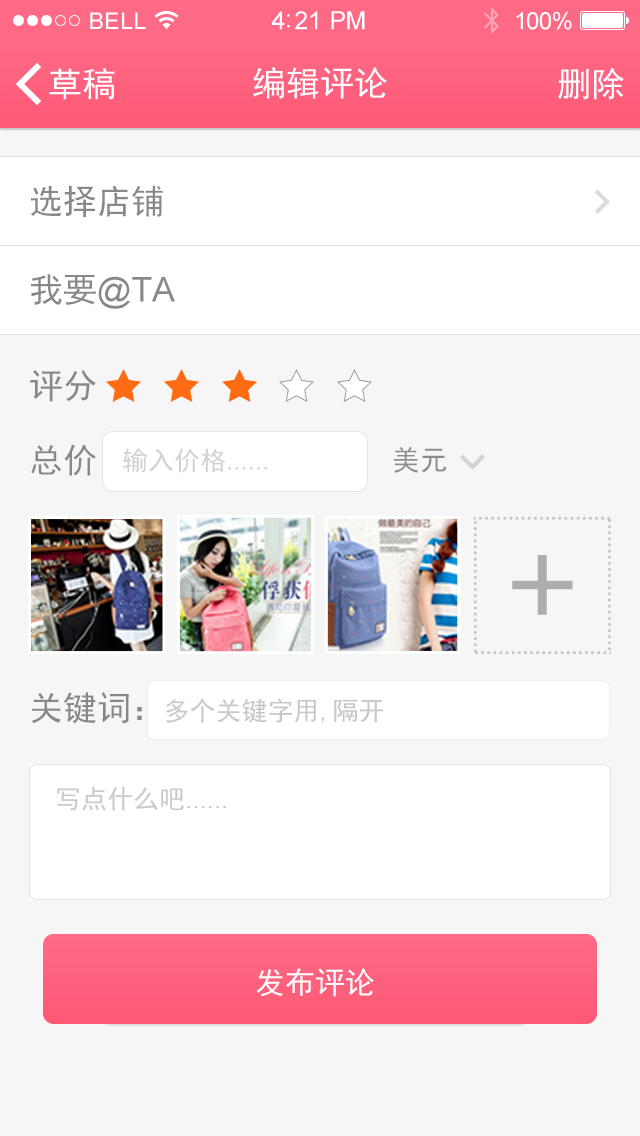 BELL 4:21 PM 100%
草稿 编辑评论 删除
选择店铺
我要@TA
评分
总价 输入价格...... 美元
做最美的自己
俘获
关键词: 多个关键字用,隔开
写点什么吧......
发布评论